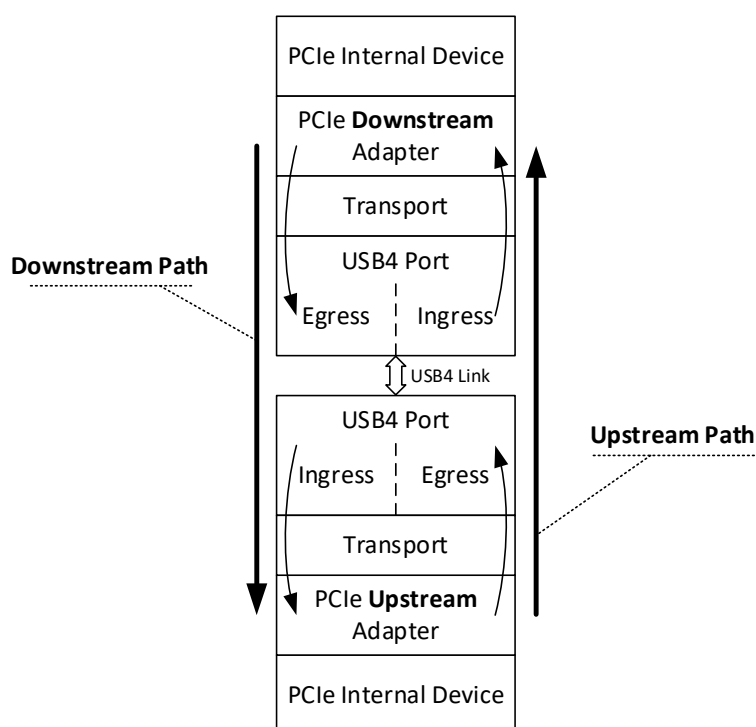 PCIe Internal Device
PCIe Downstream
Adapter
Transport
USB4 Port
Downstream Path
Egress
Ingress
USB4 Link
USB4 Port
Upstream Path
Ingress
Egress
Transport
PCIe Upstream
Adapter
PCIe Internal Device